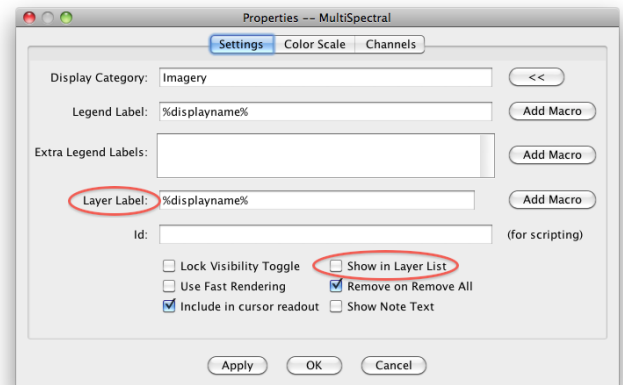 Properties -- MultiSpectral
Settings Color Scale Channels
Display Category: Imagery <<
Legend Label: %displayname% Add Macro
Extra Legend Labels: Add Macro
Layer Label: %displayname% Add Macro
Id: (for scripting)
Lock Visibility Toggle Show in Layer List
Use Fast Rendering Remove on Remove All
Include in cursor readout Show Note Text
Apply OK Cancel